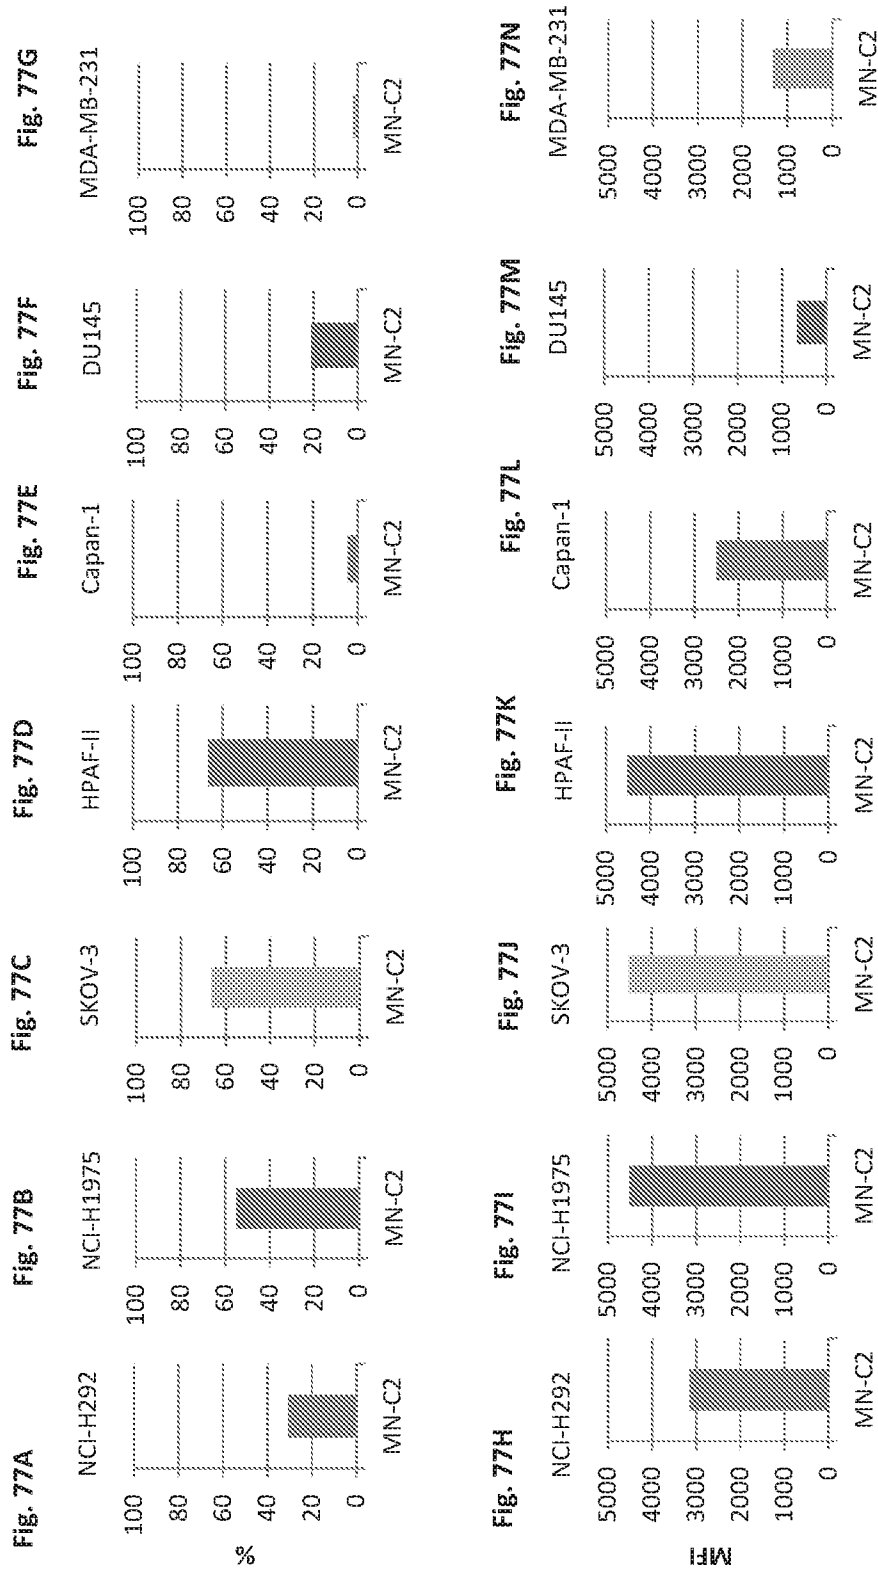 Fig. 77A
NCI-H292
%
100
80
60
40
20
0
MN-C2
Fig. 77B
NCI-H1975
100
80
60
40
20
0
MN-C2
Fig. 77C
SKOV-3
100
80
60
40
20
0
MN-C2
Fig. 77D
HPAF-II
100
80
60
40
20
0
MN-C2
Fig. 77E
Capan-1
100
80
60
40
20
0
MN-C2
Fig. 77F
DU145
100
80
60
40
20
0
MN-C2
Fig. 77G
MDA-MB-231
100
80
60
40
20
0
MN-C2
Fig. 77H
NCI-H292
MFI
5000
4000
3000
2000
1000
0
MN-C2
Fig. 77I
NCI-H1975
5000
4000
3000
2000
1000
0
MN-C2
Fig. 77J
SKOV-3
5000
4000
3000
2000
1000
0
MN-C2
Fig. 77K
HPAF-II
5000
4000
3000
2000
1000
0
MN-C2
Fig. 77L
Capan-1
5000
4000
3000
2000
1000
0
MN-C2
Fig. 77M
DU145
5000
4000
3000
2000
1000
0
MN-C2
Fig. 77N
MDA-MB-231
5000
4000
3000
2000
1000
0
MN-C2